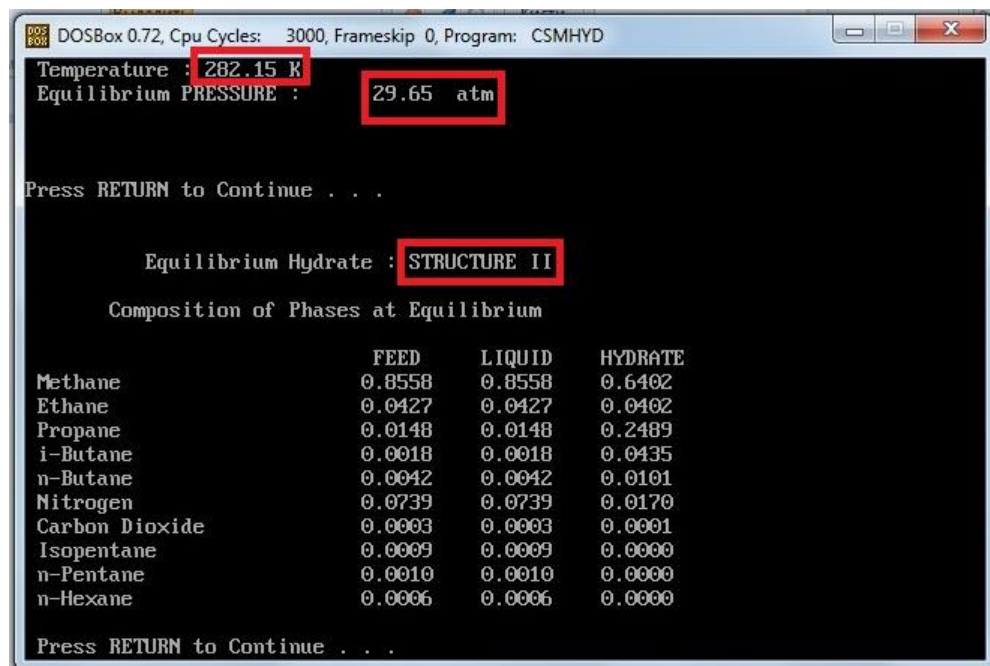 DOSBox 0.72, Cpu Cycles: 3000, Frameskip 0, Program: CSMHYD
Temperature : 282.15 K
Equilibrium PRESSURE : 29.65 atm
Press RETURN to Continue . . .
Equilibrium Hydrate : STRUCTURE II
Composition of Phases at Equilibrium
FEED LIQUID HYDRATE
Methane 0.8558 0.8558 0.6402
Ethane 0.0427 0.0427 0.0402
Propane 0.0148 0.0148 0.2489
i-Butane 0.0018 0.0018 0.0435
n-Butane 0.0042 0.0042 0.0101
Nitrogen 0.0739 0.0739 0.0170
Carbon Dioxide 0.0003 0.0003 0.0001
Isopentane 0.0009 0.0009 0.0000
n-Pentane 0.0010 0.0010 0.0000
n-Hexane 0.0006 0.0006 0.0000
Press RETURN to Continue . . .